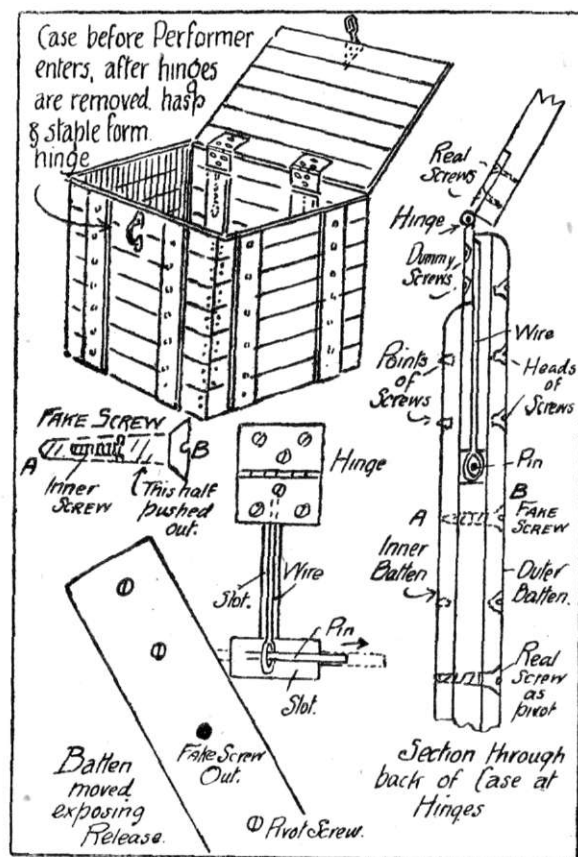 Case before Performer
enters, after hinges
are removed. hasp
& staple form
hinge
Real
Screws
Hinge
Dummy
Screws
Wire
Points
of
Screws
Heads
of
Screws
Pin
A
B
FAKE
SCREW
Inner
Batten
Outer
Batten.
Real
Screw
as
pivot
Section through
back of Case at
Hinges
FAKE SCREW
A
B
Inner
Screw
This half
pushed
out.
Hinge
Slot.
Wire
Pin
Slot.
Fake Screw
Out.
Batten
moved
exposing
Release.
Pivot Screw.